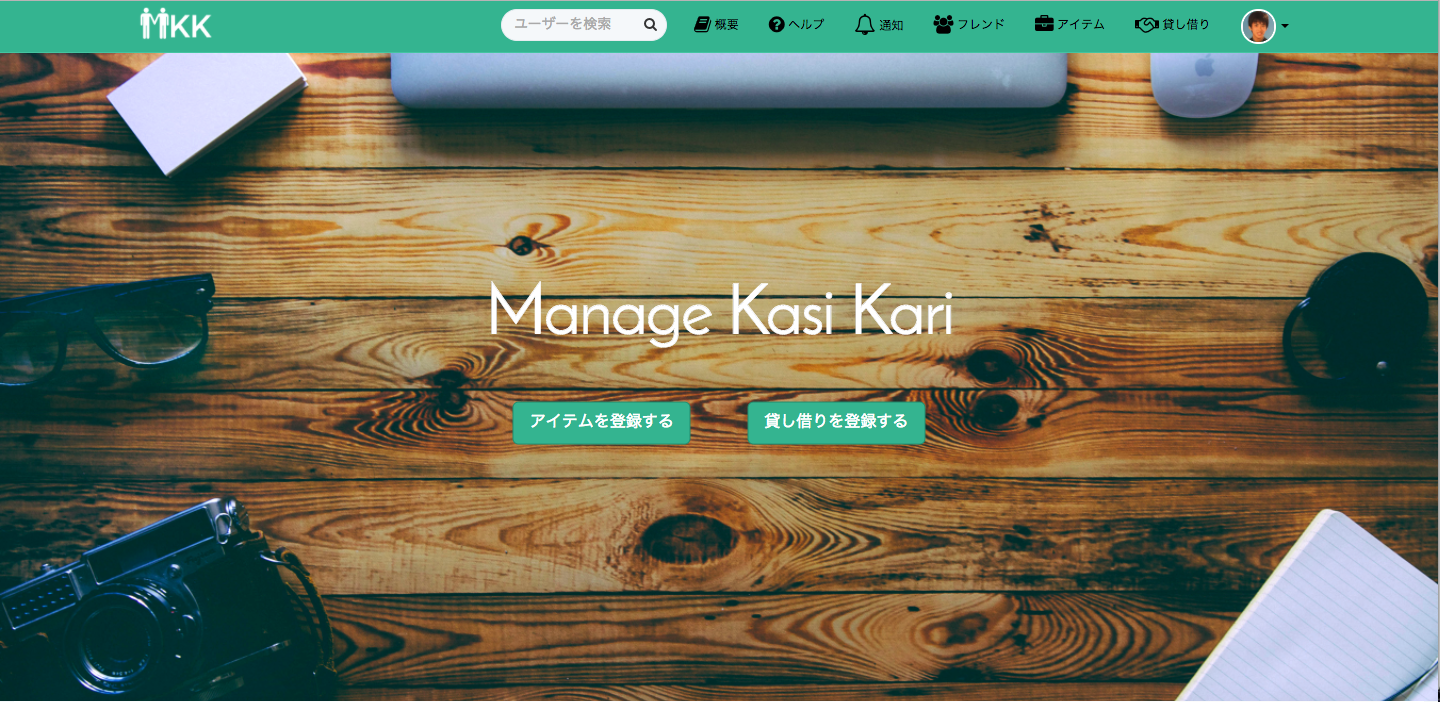 MKK
ユーザーを検索
概要
ヘルプ
通知
フレンド
アイテム
貸し借り
Manage Kasi Kari
アイテムを登録する
貸し借りを登録する